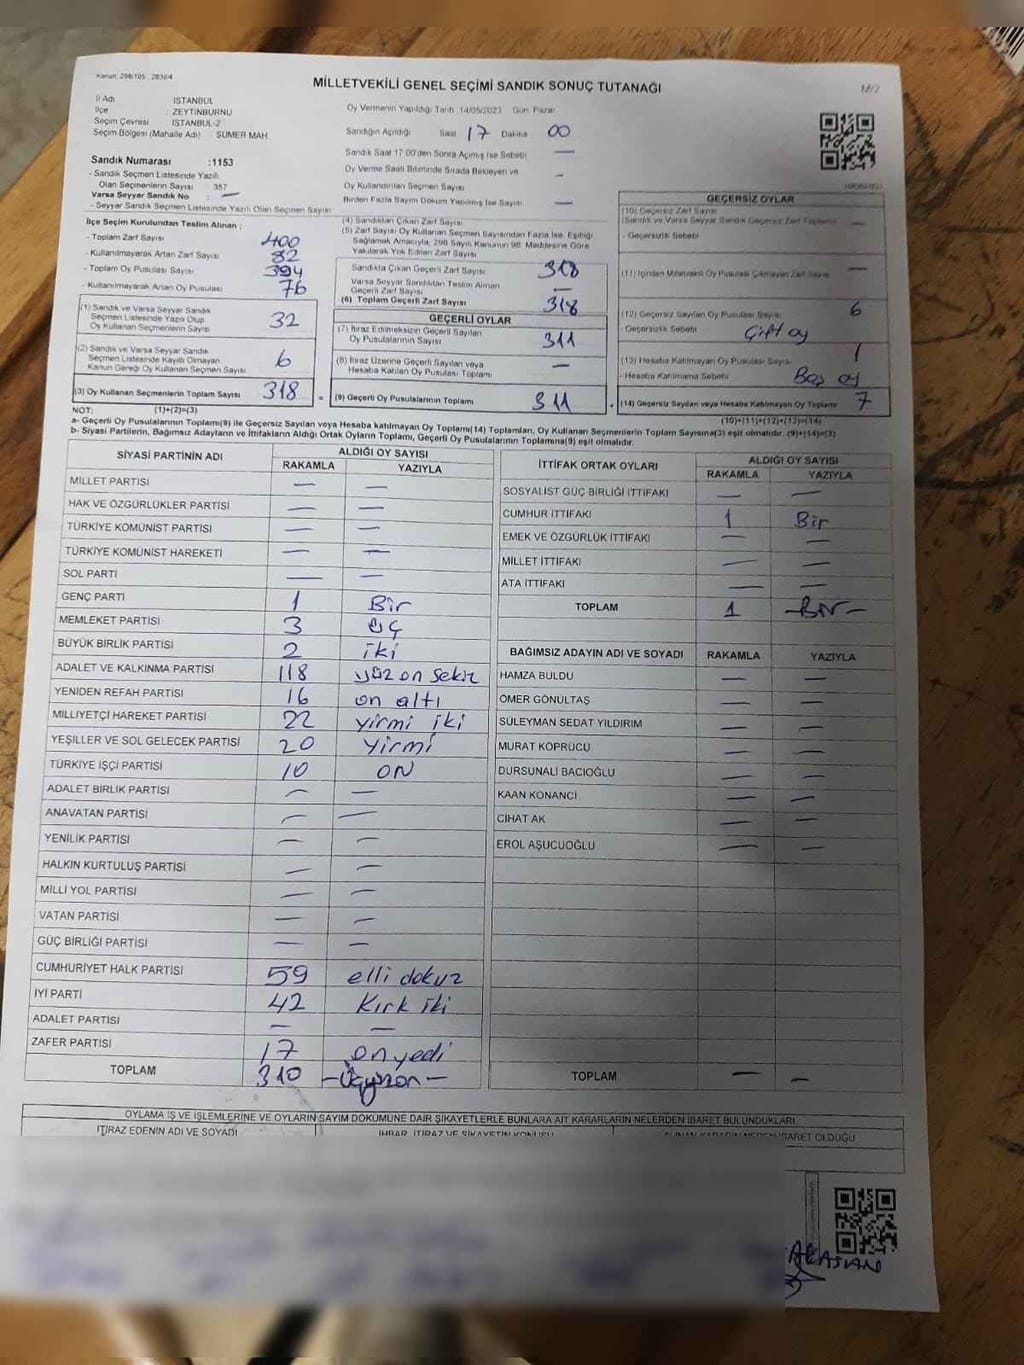 Kanun, 298/105 , 2839/4
MİLLETVEKİLİ GENEL SEÇİMİ SANDIK SONUÇ TUTANAĞI
M/2
İl Adı : İSTANBUL
İlçe : ZEYTİNBURNU
Seçim Çevresi : İSTANBUL-2
Seçim Bölgesi (Mahalle Adı) : SÜMER MAH.
Oy Vermenin Yapıldığı Tarih :14/05/2023 Gün: Pazar
Sandığın Açıldığı Saat 17 Dakika 00
Sandık Saat 17:00'den Sonra Açılmış İse Sebebi —
Oy Verme Saati Bitiminde Sırada Bekleyen ve
Oy Kullandırılan Seçmen Sayısı —
Birden Fazla Sayım Döküm Yapılmış İse Sayısı —
Sandık Numarası :1153
- Sandık Seçmen Listesinde Yazılı
Olan Seçmenlerin Sayısı : 357
Varsa Seyyar Sandık No : —
- Seyyar Sandık Seçmen Listesinde Yazılı Olan Seçmen Sayısı:
İlçe Seçim Kurulundan Teslim Alınan :
- Toplam Zarf Sayısı 400
- Kullanılmayarak Artan Zarf Sayısı 82
- Toplam Oy Pusulası Sayısı 394
- Kullanılmayarak Artan Oy Pusulası 76
(1) Sandık ve Varsa Seyyar Sandık
Seçmen Listesinde Yazılı Olup
Oy Kullanan Seçmenlerin Sayısı 32
(2) Sandık ve Varsa Seyyar Sandık
Seçmen Listesinde Kayıtlı Olmayan
Kanun Gereği Oy Kullanan Seçmen Sayısı 6
(3) Oy Kullanan Seçmenlerin Toplam Sayısı 318 =
(4) Sandıktan Çıkan Zarf Sayısı
(5) Zarf Sayısı Oy Kullanan Seçmen Sayısından Fazla İse, Eşitliği
Sağlamak Amacıyla, 298 Sayılı Kanunun 98. Maddesine Göre
Yakılarak Yok Edilen Zarf Sayısı
Sandıkta Çıkan Geçerli Zarf Sayısı 318
Varsa Seyyar Sandıktan Teslim Alınan
Geçerli Zarf Sayısı —
(6) Toplam Geçerli Zarf Sayısı 318
GEÇERLİ OYLAR
(7) İtiraz Edilmeksizin Geçerli Sayılan
Oy Pusulalarının Sayısı 311
(8) İtiraz Üzerine Geçerli Sayılan veya
Hesaba Katılan Oy Pusulası Toplamı —
(9) Geçerli Oy Pusulalarının Toplamı 311 +
GEÇERSİZ OYLAR
(10) Geçersiz Zarf Sayısı
(Sandık ve Varsa Seyyar Sandık Geçersiz Zarf Toplamı) —
- Geçersizlik Sebebi
(11) İçinden Milletvekili Oy Pusulası Çıkmayan Zarf Sayısı —
(12) Geçersiz Sayılan Oy Pusulası Sayısı 6
- Geçersizlik Sebebi Çift oy
(13) Hesaba Katılmayan Oy Pusulası Sayısı 1
- Hesaba Katılmama Sebebi Boş oy
(14) Geçersiz Sayılan veya Hesaba Katılmayan Oy Toplamı 7
NOT: (1)+(2)=(3) (10)+(11)+(12)+(13)=(14)
a- Geçerli Oy Pusulalarının Toplamı(9) ile Geçersiz Sayılan veya Hesaba katılmayan Oy Toplamı(14) Toplamları, Oy Kullanan Seçmenlerin Toplam Sayısına(3) eşit olmalıdır. (9)+(14)=(3)
b- Siyasi Partilerin, Bağımsız Adayların ve İttifakların Aldığı Ortak Oyların Toplamı, Geçerli Oy Pusulalarının Toplamına(9) eşit olmalıdır.
SİYASİ PARTİNİN ADI ALDIĞI OY SAYISI
RAKAMLA YAZIYLA
MİLLET PARTİSİ — —
HAK VE ÖZGÜRLÜKLER PARTİSİ — —
TÜRKİYE KOMÜNİST PARTİSİ — —
TÜRKİYE KOMÜNİST HAREKETİ — —
SOL PARTİ — —
GENÇ PARTİ 1 Bir
MEMLEKET PARTİSİ 3 üç
BÜYÜK BİRLİK PARTİSİ 2 iki
ADALET VE KALKINMA PARTİSİ 118 yüz on sekiz
YENİDEN REFAH PARTİSİ 16 on altı
MİLLİYETÇİ HAREKET PARTİSİ 22 yirmi iki
YEŞİLLER VE SOL GELECEK PARTİSİ 20 yirmi
TÜRKİYE İŞÇİ PARTİSİ 10 ON
ADALET BİRLİK PARTİSİ — —
ANAVATAN PARTİSİ — —
YENİLİK PARTİSİ — —
HALKIN KURTULUŞ PARTİSİ — —
MİLLİ YOL PARTİSİ — —
VATAN PARTİSİ — —
GÜÇ BİRLİĞİ PARTİSİ — —
CUMHURİYET HALK PARTİSİ 59 elli dokuz
İYİ PARTİ 42 Kırk iki
ADALET PARTİSİ — —
ZAFER PARTİSİ 17 on yedi
TOPLAM 310 -Üçyüzon-
İTTİFAK ORTAK OYLARI ALDIĞI OY SAYISI
RAKAMLA YAZIYLA
SOSYALİST GÜÇ BİRLİĞİ İTTİFAKI — —
CUMHUR İTTİFAKI 1 Bir
EMEK VE ÖZGÜRLÜK İTTİFAKI — —
MİLLET İTTİFAKI — —
ATA İTTİFAKI — —
TOPLAM 1 -Bir-
BAĞIMSIZ ADAYIN ADI VE SOYADI RAKAMLA YAZIYLA
HAMZA BULDU — —
ÖMER GÖNÜLTAŞ — —
SÜLEYMAN SEDAT YILDIRIM — —
MURAT KÖPRÜCÜ — —
DURSUNALİ BACIOĞLU — —
KAAN KONANCİ — —
CİHAT AK — —
EROL AŞUCUOĞLU — —
TOPLAM — —
OYLAMA İŞ VE İŞLEMLERİNE VE OYLARIN SAYIM DÖKÜMÜNE DAİR ŞİKAYETLERLE BUNLARA AİT KARARLARIN NELERDEN İBARET BULUNDUKLARI
İTİRAZ EDENİN ADI VE SOYADI İHBAR, İTİRAZ VE ŞİKAYETİN KONUSU ALINAN KARARIN NEDEN İBARET OLDUĞU